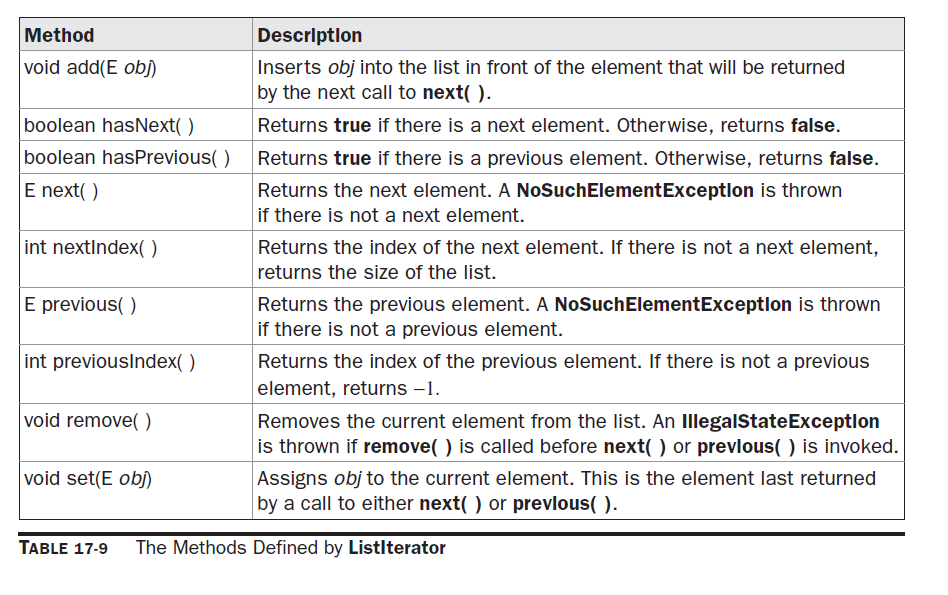 Method Description
void add(E obj) Inserts obj into the list in front of the element that will be returned
by the next call to next( ).
boolean hasNext( ) Returns true if there is a next element. Otherwise, returns false.
boolean hasPrevious( ) Returns true if there is a previous element. Otherwise, returns false.
E next( ) Returns the next element. A NoSuchElementException is thrown
if there is not a next element.
int nextIndex( ) Returns the index of the next element. If there is not a next element,
returns the size of the list.
E previous( ) Returns the previous element. A NoSuchElementException is thrown
if there is not a previous element.
int previousIndex( ) Returns the index of the previous element. If there is not a previous
element, returns –1.
void remove( ) Removes the current element from the list. An IllegalStateException
is thrown if remove( ) is called before next( ) or previous( ) is invoked.
void set(E obj) Assigns obj to the current element. This is the element last returned
by a call to either next( ) or previous( ).
TABLE 17-9 The Methods Defined by ListIterator